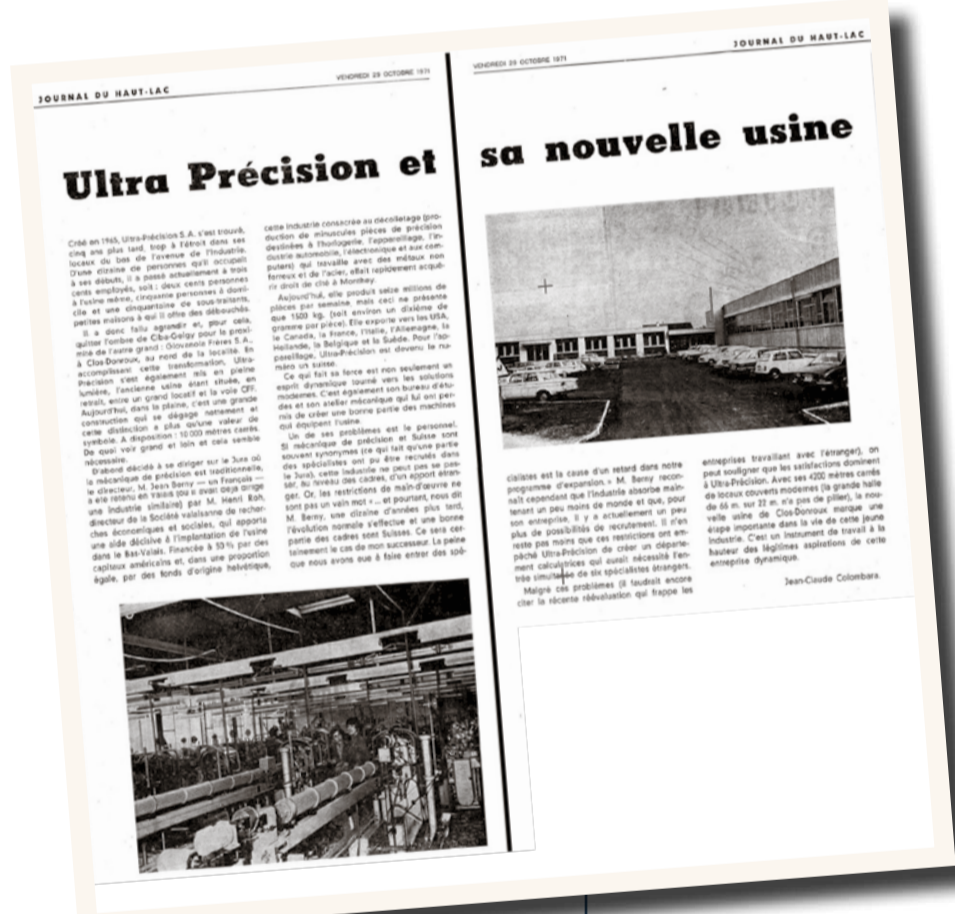 JOURNAL DU HAUT-LAC
VENDREDI 29 OCTOBRE 1971
Ultra Précision et
Créé en 1965, Ultra-Précision S.A. s'est trouvé,
cinq ans plus tard, trop à l'étroit dans ses
locaux du bas de l'avenue de l'Industrie.
D'une dizaine de personnes qu'il occupait
à ses débuts, il a passé actuellement à trois
cents employés, soit : deux cents personnes
à l'usine même, cinquante personnes à domi-
cile et une cinquantaine de sous-traitants,
petites maisons à qui il offre des débouchés.
Il a donc fallu agrandir et, pour cela,
quitter l'ombre de Ciba-Geigy pour le proxi-
mité de l'autre grand : Giovanola Frères S.A.,
à Clos-Donroux, au nord de la localité. En
accomplissant cette transformation, Ultra-
Précision s'est également mis en pleine
lumière, l'ancienne usine étant située, en
retrait, entre un grand locatif et la voie CFF.
Aujourd'hui, dans la plaine, c'est une grande
construction qui se dégage nettement et
cette distinction a plus qu'une valeur de
symbole. A disposition : 10 000 mètres carrés.
De quoi voir grand et loin et cela semble
nécessaire.
D'abord décidé à se diriger sur le Jura où
la mécanique de précision est traditionnelle,
le directeur, M. Jean Berny — un Français —
a été retenu en Valais (où il avait déjà dirigé
une industrie similaire) par M. Henri Roh,
directeur de la Société valaisanne de recher-
ches économiques et sociales, qui apporta
une aide décisive à l'implantation de l'usine
dans le Bas-Valais. Financée à 50 % par des
capitaux américains et, dans une proportion
égale, par des fonds d'origine helvétique,
cette industrie consacrée au décolletage (pro-
duction de minuscules pièces de précision
destinées à l'horlogerie, l'appareillage, l'in-
dustrie automobile, l'électronique et aux com-
puters) qui travaille avec des métaux non
ferreux et de l'acier, allait rapidement acqué-
rir droit de cité à Monthey.
Aujourd'hui, elle produit seize millions de
pièces par semaine mais ceci ne présente
que 1500 kg. (soit environ un dixième de
gramme par pièce). Elle exporte vers les USA,
le Canada, la France, l'Italie, l'Allemagne, la
Hollande, la Belgique et la Suède. Pour l'ap-
pareillage, Ultra-Précision est devenu le nu-
méro un suisse.
Ce qui fait sa force est non seulement un
esprit dynamique tourné vers les solutions
modernes. C'est également son bureau d'étu-
des et son atelier mécanique qui lui ont per-
mis de créer une bonne partie des machines
qui équipent l'usine.
Un de ses problèmes est le personnel.
Si mécanique de précision et Suisse sont
souvent synonymes (ce qui fait qu'une partie
des spécialistes ont pu être recrutés dans
le Jura), cette industrie ne peut pas se pas-
ser, au niveau des cadres, d'un apport étran-
ger. Or, les restrictions de main-d'œuvre ne
sont pas un vain mot «... et pourtant, nous dit
M. Berny, une dizaine d'années plus tard,
l'évolution normale s'effectue et une bonne
partie des cadres sont Suisses. Ce sera cer-
tainement le cas de mon successeur. La peine
que nous avons eue à faire entrer des spé-
VENDREDI 29 OCTOBRE 1971
JOURNAL DU HAUT-LAC
sa nouvelle usine
cialistes est la cause d'un retard dans notre
programme d'expansion. » M. Berny recon-
naît cependant que l'industrie absorbe main-
tenant un peu moins de monde et que, pour
son entreprise, il y a actuellement un peu
plus de possibilités de recrutement. Il n'en
reste pas moins que ces restrictions ont em-
pêché Ultra-Précision de créer un départe-
ment calculatrices qui aurait nécessité l'en-
trée simultanée de six spécialistes étrangers.
Malgré ces problèmes (il faudrait encore
citer la récente réévaluation qui frappe les
entreprises travaillant avec l'étranger), on
peut souligner que les satisfactions dominent
à Ultra-Précision. Avec ses 4200 mètres carrés
de locaux couverts modernes (la grande halle
de 66 m. sur 22 m. n'a pas de pilier), la nou-
velle usine de Clos-Donroux marque une
étape importante dans la vie de cette jeune
industrie. C'est un instrument de travail à la
hauteur des légitimes aspirations de cette
entreprise dynamique.
Jean-Claude Colombara.